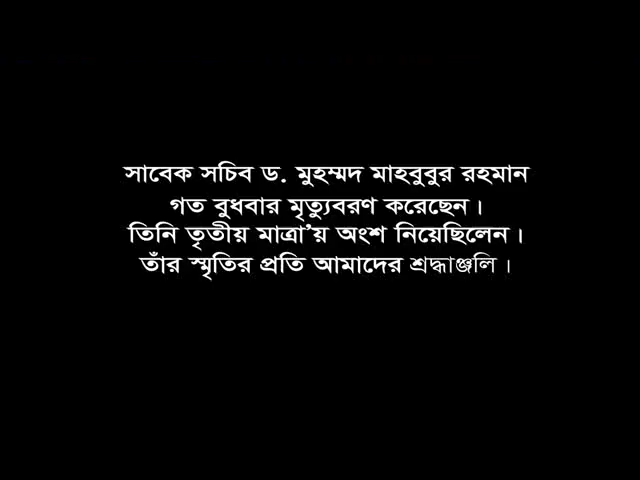 সাবেক সচিব ড. মুহম্মদ মাহবুবুর রহমান
গত বুধবার মৃত্যুবরণ করেছেন।
তিনি তৃতীয় মাত্রা’য় অংশ নিয়েছিলেন।
তাঁর স্মৃতির প্রতি আমাদের শ্রদ্ধাঞ্জলি।